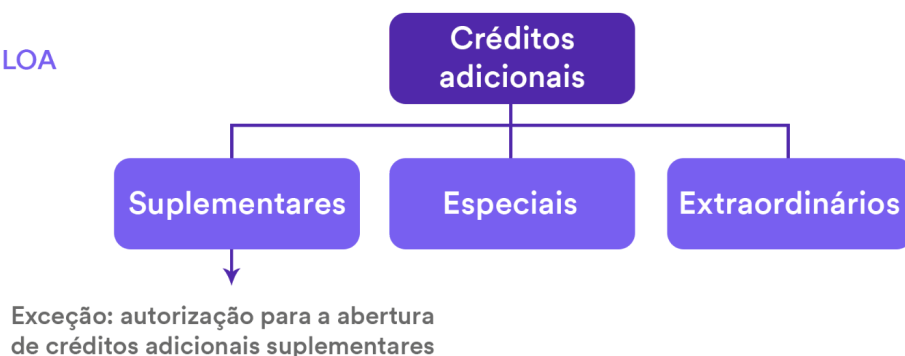 LOA
Créditos
adicionais
Suplementares
Especiais
Extraordinários
Exceção: autorização para a abertura
de créditos adicionais suplementares